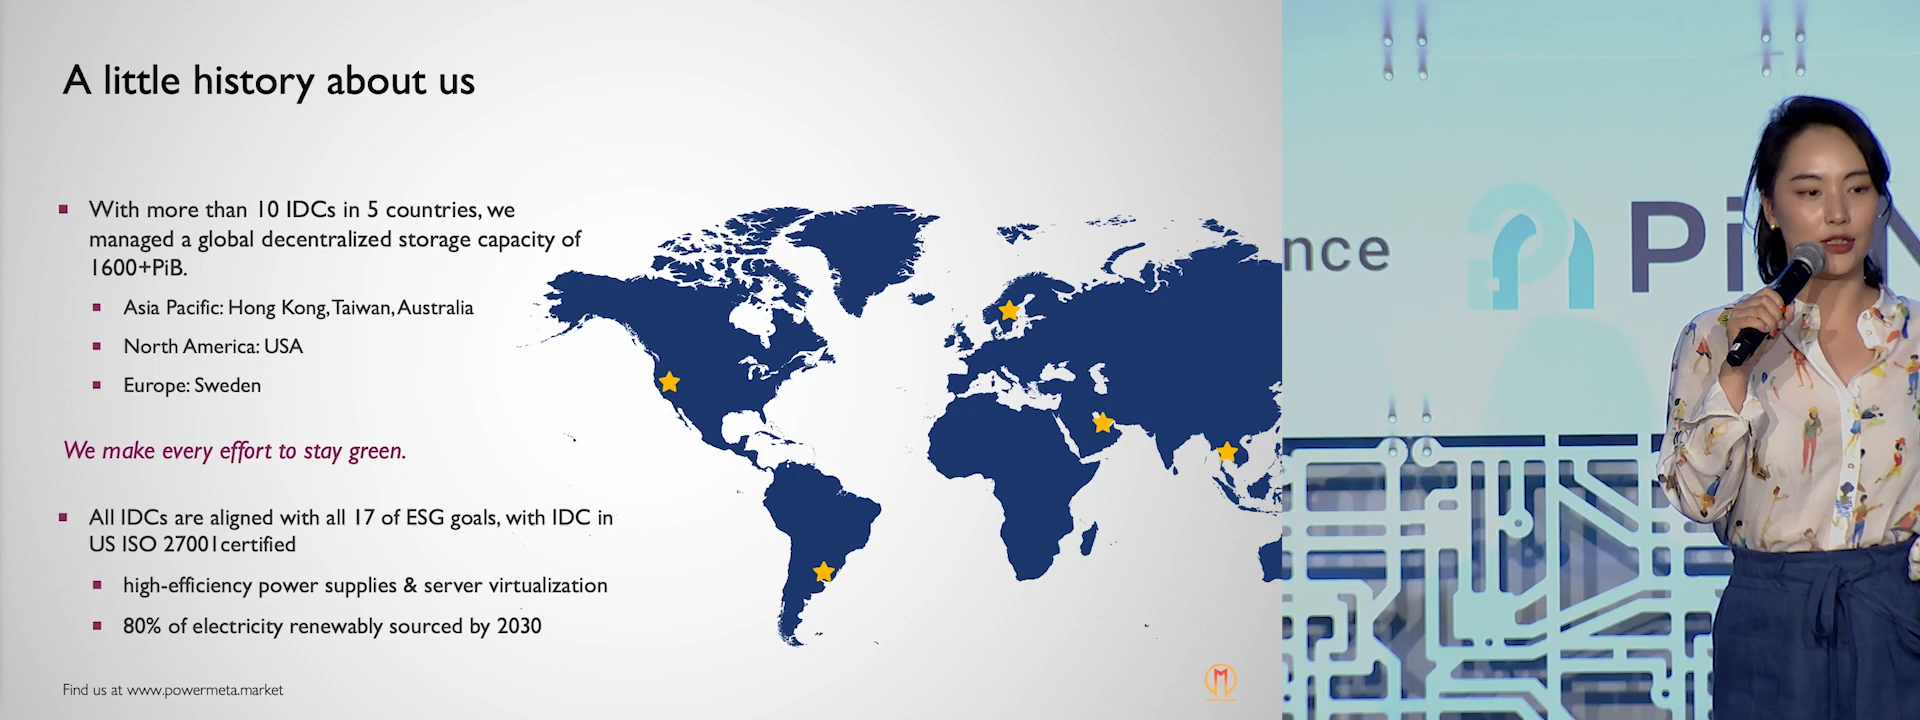 A little history about us
With more than 10 IDCs in 5 countries, we
managed a global decentralized storage capacity of
1600+PiB.
Asia Pacific: Hong Kong, Taiwan, Australia
North America: USA
Europe: Sweden
We make every effort to stay green.
All IDCs are aligned with all 17 of ESG goals, with IDC in
US ISO 27001certified
high-efficiency power supplies & server virtualization
80% of electricity renewably sourced by 2030
Find us at www.powermeta.market
nce
Pi N